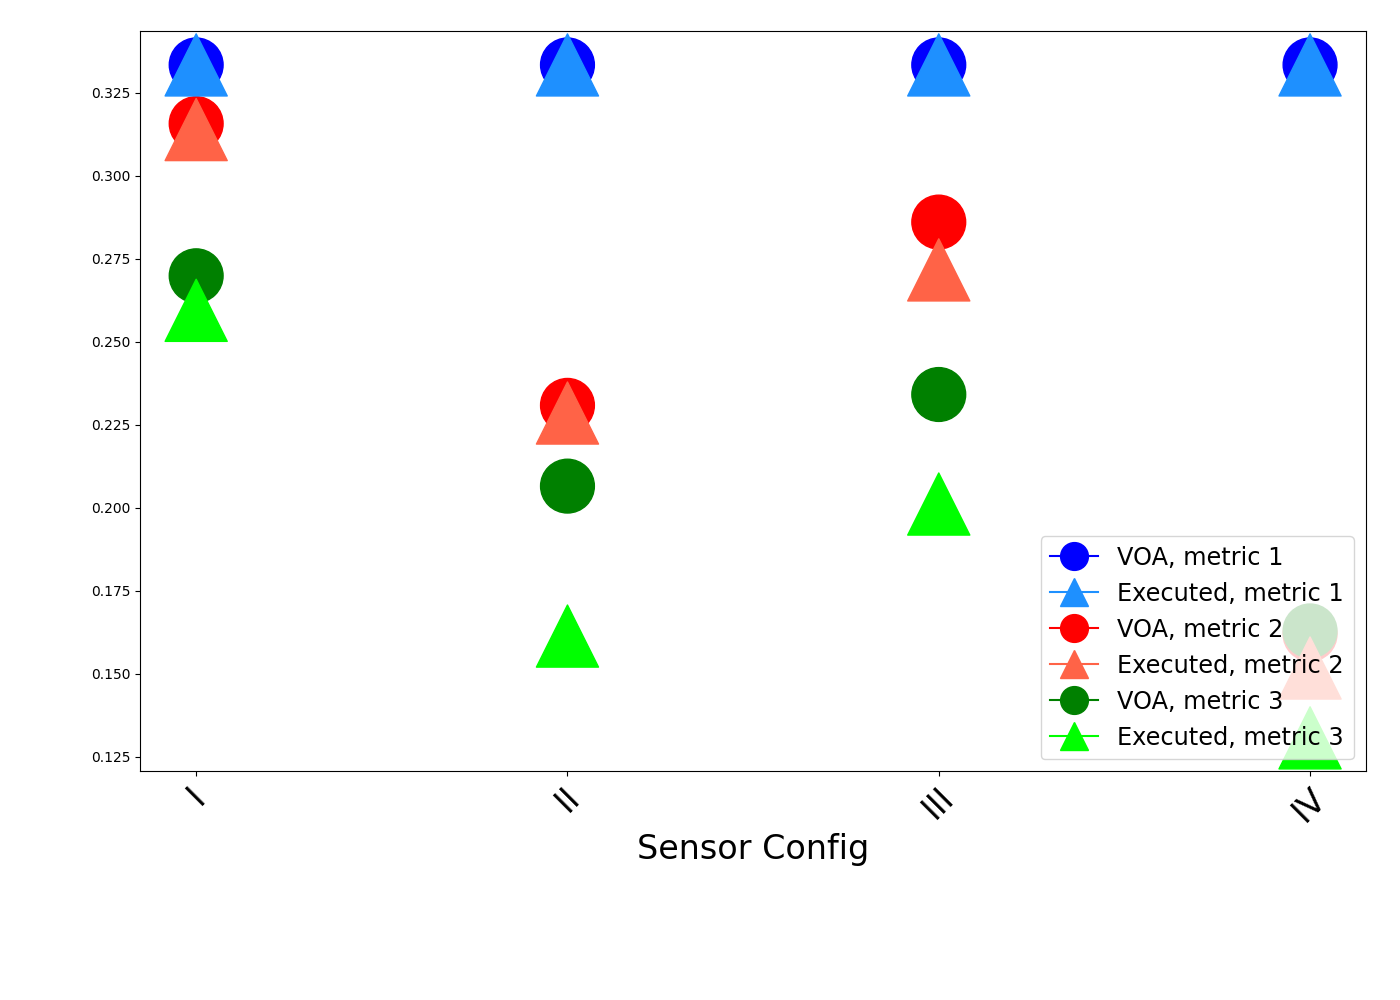 0.325
0.300
0.275
0.250
0.225
0.200
0.175
0.150
0.125
VOA, metric 1
Executed, metric 1
VOA, metric 2
Executed, metric 2
VOA, metric 3
Executed, metric 3
I
II
III
IV
Sensor Config